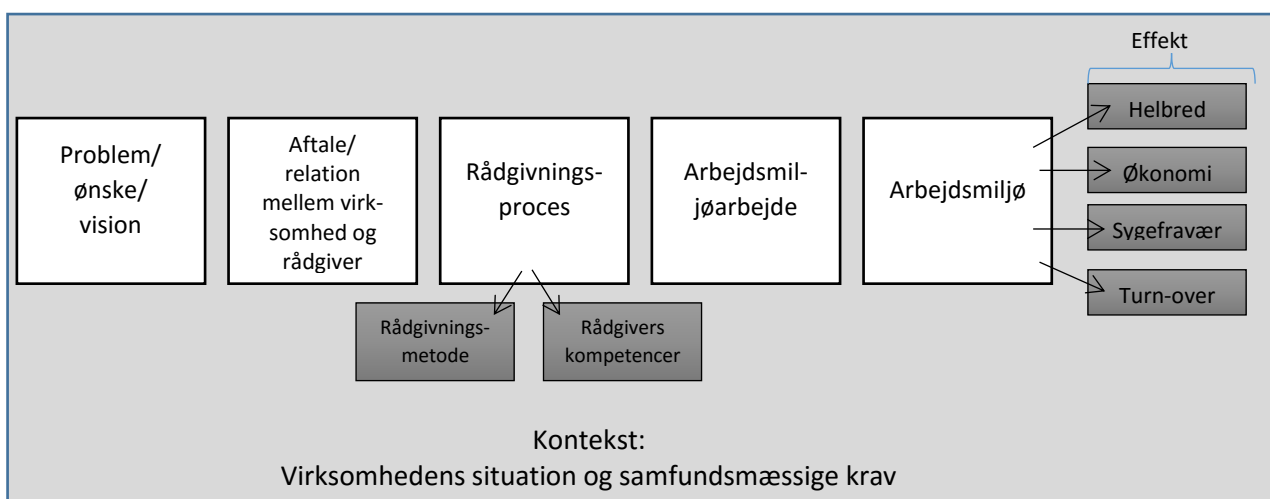 Effekt
Problem/
ønske/
vision
Aftale/
relation
mellem virk-
somhed og
rådgiver
Rådgivnings-
proces
Arbejdsmil-
jøarbejde
Arbejdsmiljø
Helbred
Økonomi
Sygefravær
Turn-over
Rådgivnings-
metode
Rådgivers
kompetencer
Kontekst:
Virksomhedens situation og samfundsmæssige krav